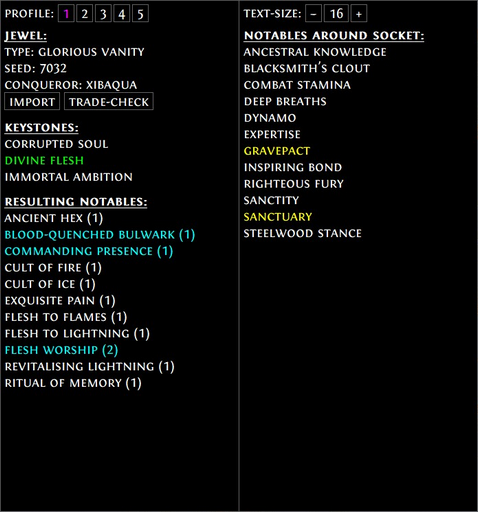 PROFILE: 1 2 3 4 5
JEWEL:
TYPE: GLORIOUS VANITY
SEED: 7032
CONQUEROR: XIBAQUA
IMPORT TRADE-CHECK
KEYSTONES:
CORRUPTED SOUL
DIVINE FLESH
IMMORTAL AMBITION
RESULTING NOTABLES:
ANCIENT HEX (1)
BLOOD-QUENCHED BULWARK (1)
COMMANDING PRESENCE (1)
CULT OF FIRE (1)
CULT OF ICE (1)
EXQUISITE PAIN (1)
FLESH TO FLAMES (1)
FLESH TO LIGHTNING (1)
FLESH WORSHIP (2)
REVITALISING LIGHTNING (1)
RITUAL OF MEMORY (1)
TEXT-SIZE: − 16 +
NOTABLES AROUND SOCKET:
ANCESTRAL KNOWLEDGE
BLACKSMITH'S CLOUT
COMBAT STAMINA
DEEP BREATHS
DYNAMO
EXPERTISE
GRAVEPACT
INSPIRING BOND
RIGHTEOUS FURY
SANCTITY
SANCTUARY
STEELWOOD STANCE